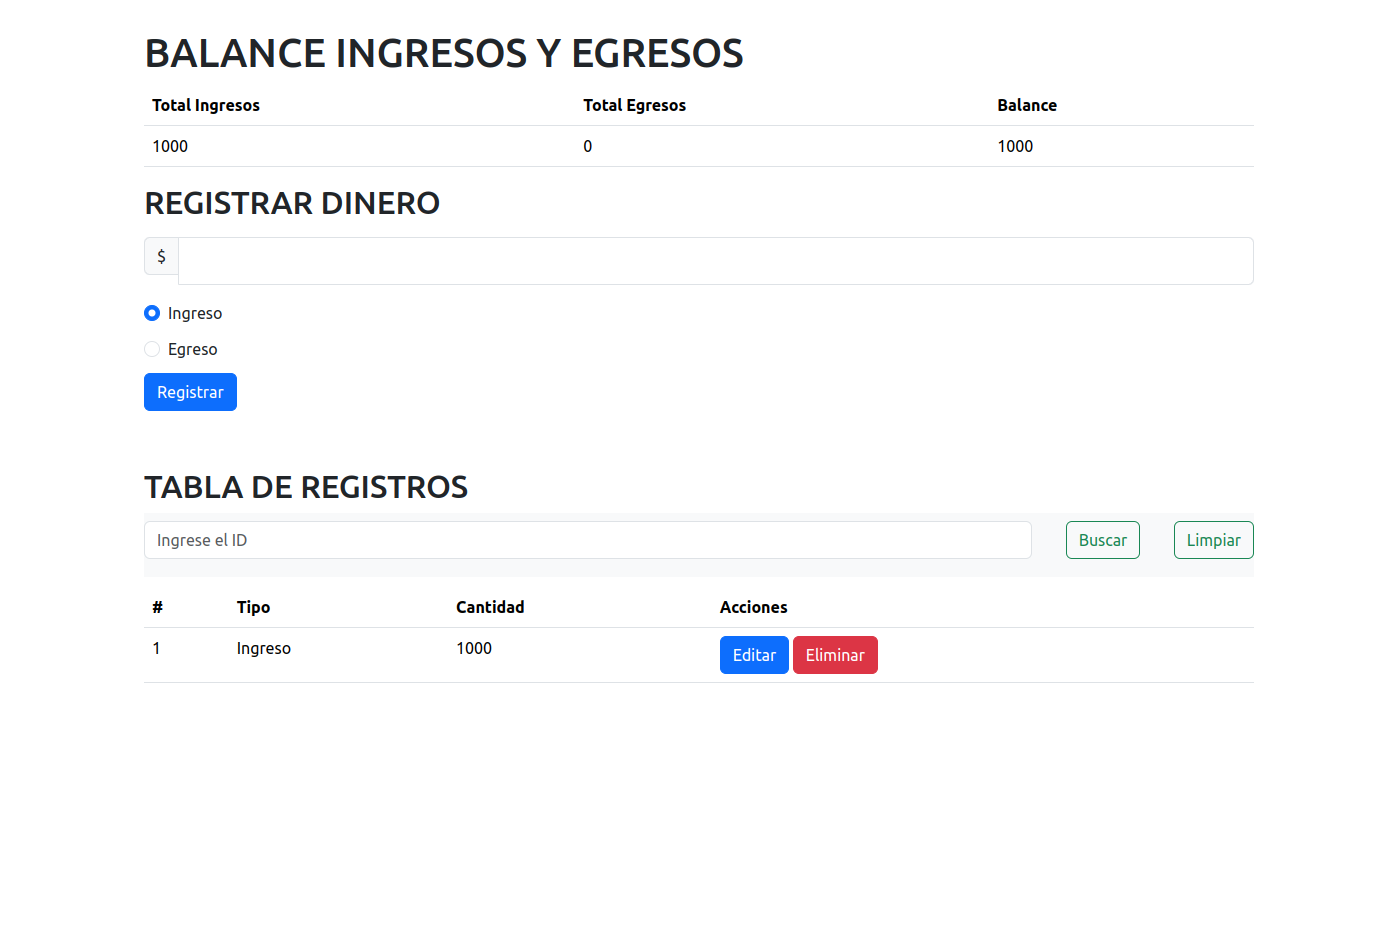 BALANCE INGRESOS Y EGRESOS
Total Ingresos Total Egresos Balance
1000 0 1000
REGISTRAR DINERO
$
Ingreso
Egreso
Registrar
TABLA DE REGISTROS
Ingrese el ID Buscar Limpiar
# Tipo Cantidad Acciones
1 Ingreso 1000 Editar Eliminar